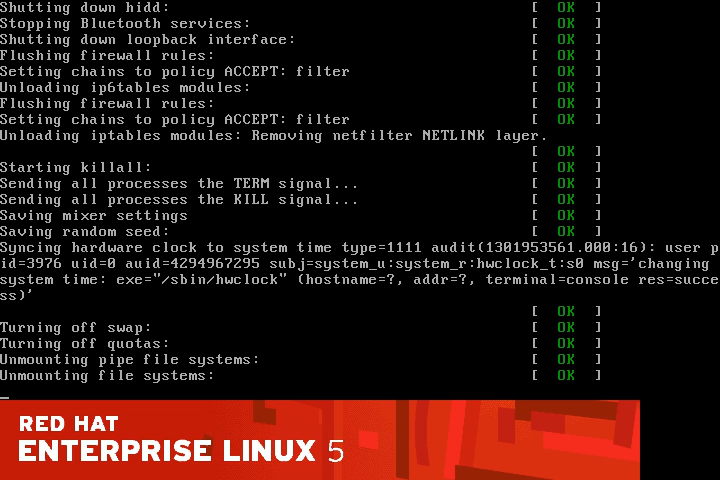 Shutting down hidd: [ OK ]
Stopping Bluetooth services: [ OK ]
Shutting down loopback interface: [ OK ]
Flushing firewall rules: [ OK ]
Setting chains to policy ACCEPT: filter [ OK ]
Unloading ip6tables modules: [ OK ]
Flushing firewall rules: [ OK ]
Setting chains to policy ACCEPT: filter [ OK ]
Unloading iptables modules: Removing netfilter NETLINK layer.
[ OK ]
Starting killall: [ OK ]
Sending all processes the TERM signal... [ OK ]
Sending all processes the KILL signal... [ OK ]
Saving mixer settings [ OK ]
Saving random seed: [ OK ]
Syncing hardware clock to system time type=1111 audit(1301953561.000:16): user p
id=3976 uid=0 auid=4294967295 subj=system_u:system_r:hwclock_t:s0 msg='changing
system time: exe="/sbin/hwclock" (hostname=?, addr=?, terminal=console res=succe
ss)'
[ OK ]
Turning off swap: [ OK ]
Turning off quotas: [ OK ]
Unmounting pipe file systems: [ OK ]
Unmounting file systems: [ OK ]
RED HAT
ENTERPRISE LINUX 5